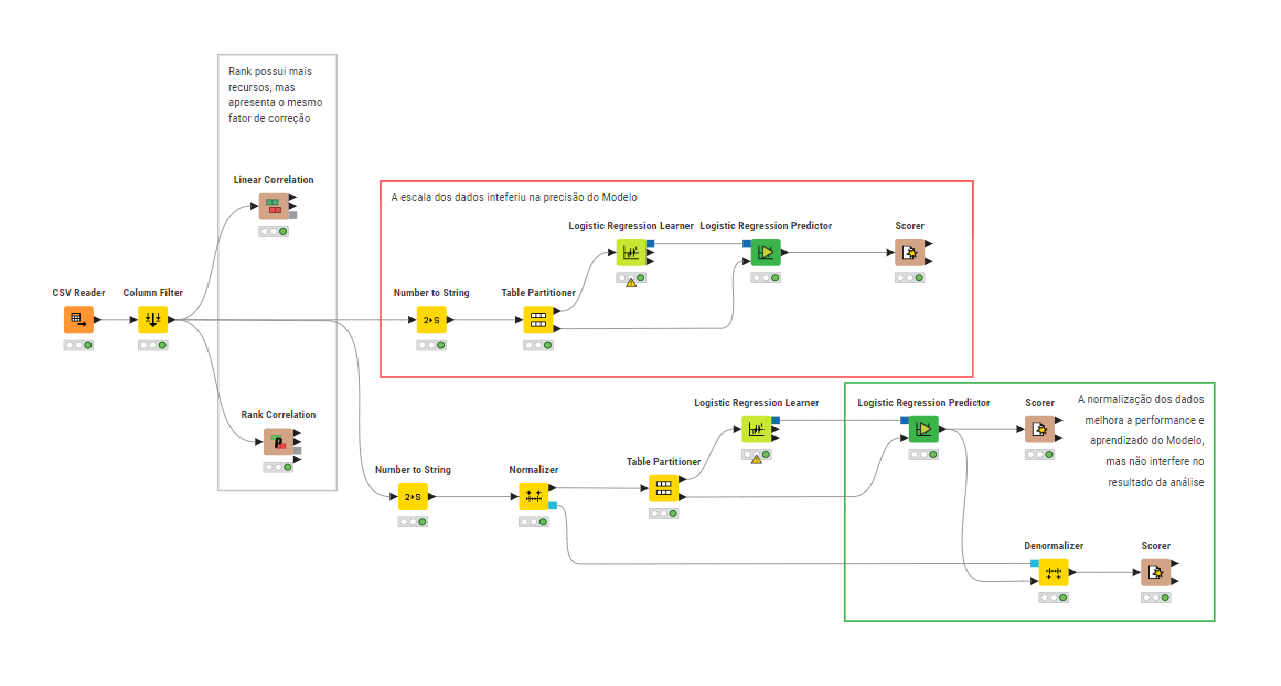 Rank possui mais
recursos, mas
apresenta o mesmo
fator de correção
Linear Correlation
A escala dos dados inteferiu na precisão do Modelo
Logistic Regression Learner
Logistic Regression Predictor
Scorer
CSV Reader
Column Filter
Number to String
Table Partitioner
2 S
Logistic Regression Learner
Logistic Regression Predictor
Scorer
A normalização dos dados
melhora a performance e
aprendizado do Modelo,
mas não interfere no
resultado da análise
Rank Correlation
R
Number to String
Normalizer
Table Partitioner
2 S
Denormalizer
Scorer